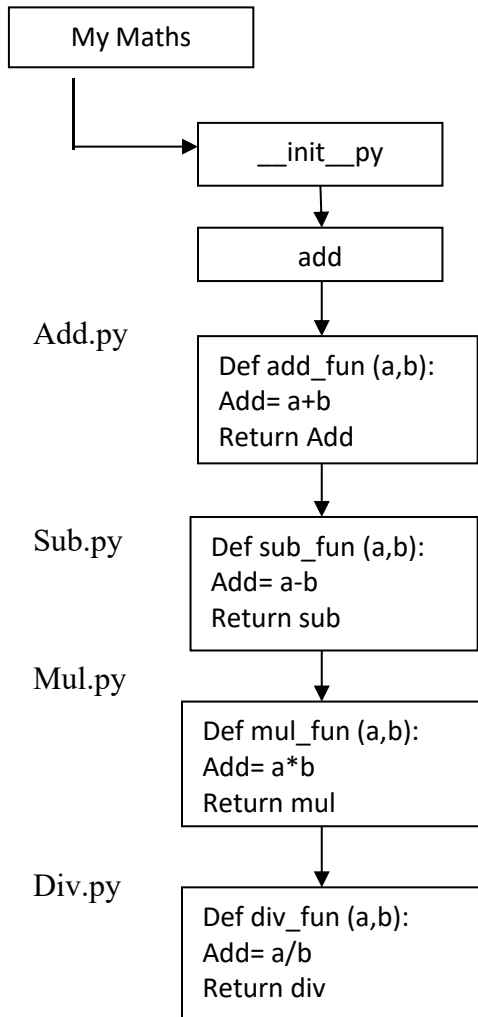 My Maths
__init__py
add
Add.py
Def add_fun (a,b):
Add= a+b
Return Add
Sub.py
Def sub_fun (a,b):
Add= a-b
Return sub
Mul.py
Def mul_fun (a,b):
Add= a*b
Return mul
Div.py
Def div_fun (a,b):
Add= a/b
Return div